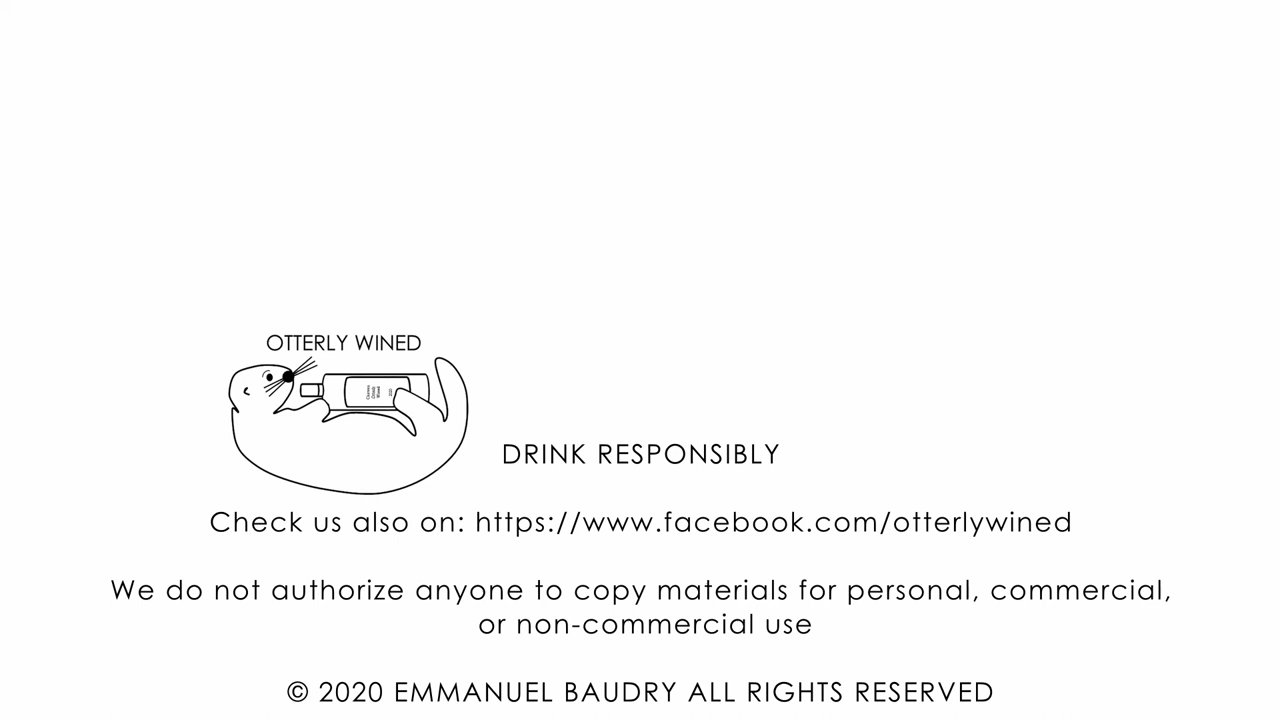 OTTERLY WINED
DRINK RESPONSIBLY
Check us also on: https://www.facebook.com/otterlywined
We do not authorize anyone to copy materials for personal, commercial,
or non-commercial use
© 2020 EMMANUEL BAUDRY ALL RIGHTS RESERVED